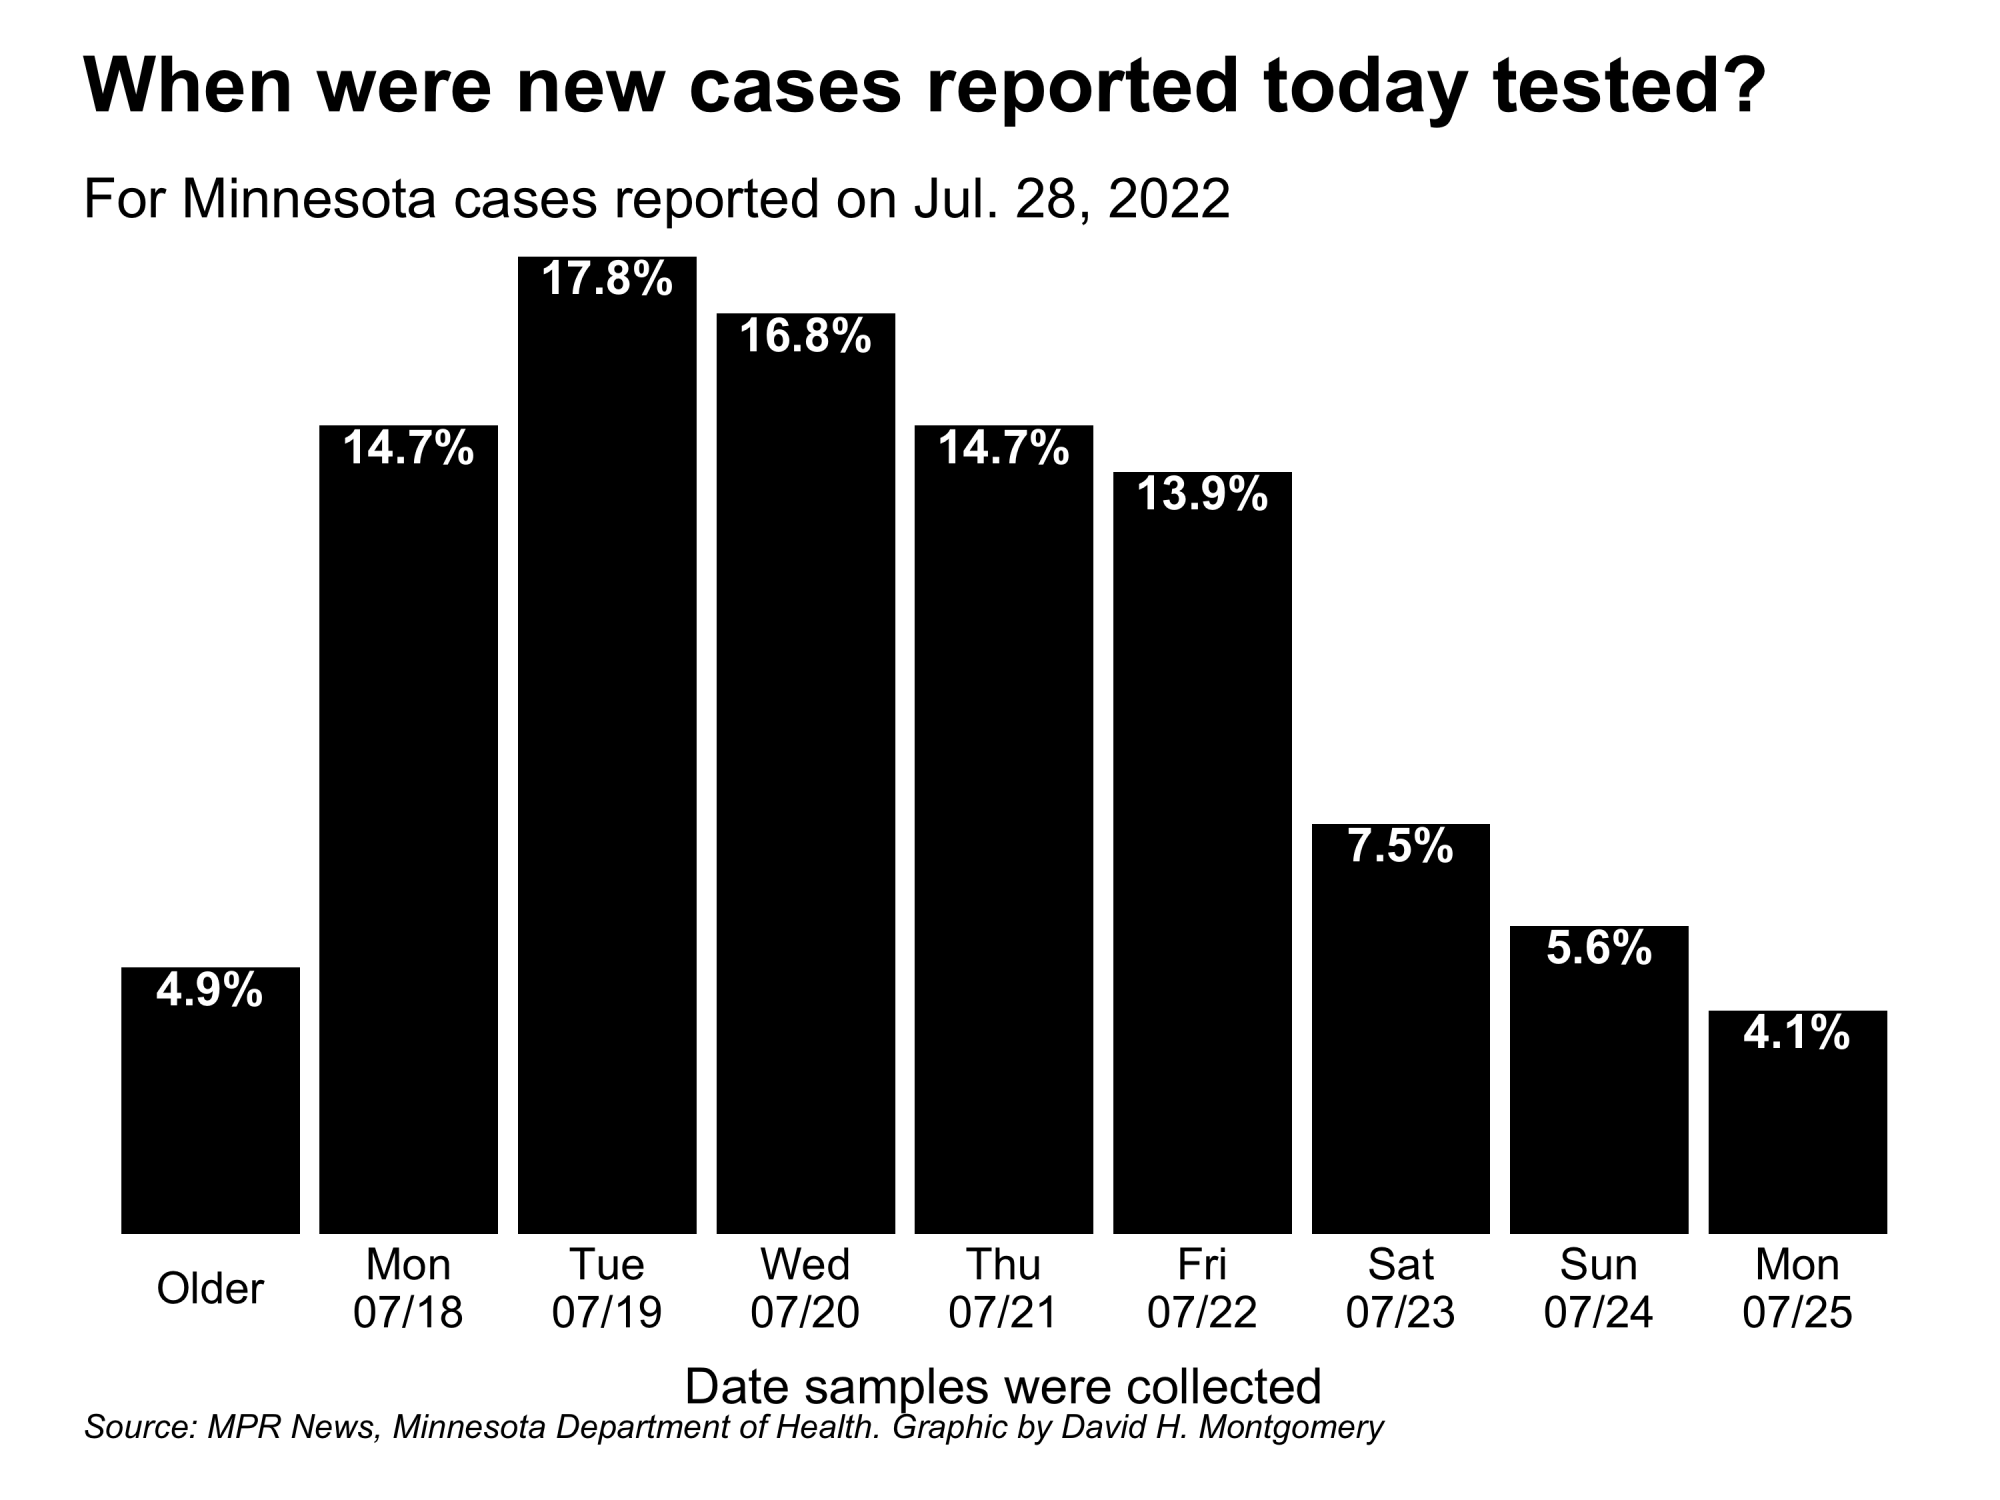 When were new cases reported today tested?
For Minnesota cases reported on Jul. 28, 2022
17.8%
16.8%
14.7%
14.7%
13.9%
7.5%
5.6%
4.9%
4.1%
Older
Mon
07/18
Tue
07/19
Wed
07/20
Thu
07/21
Fri
07/22
Sat
07/23
Sun
07/24
Mon
07/25
Date samples were collected
Source: MPR News, Minnesota Department of Health. Graphic by David H. Montgomery